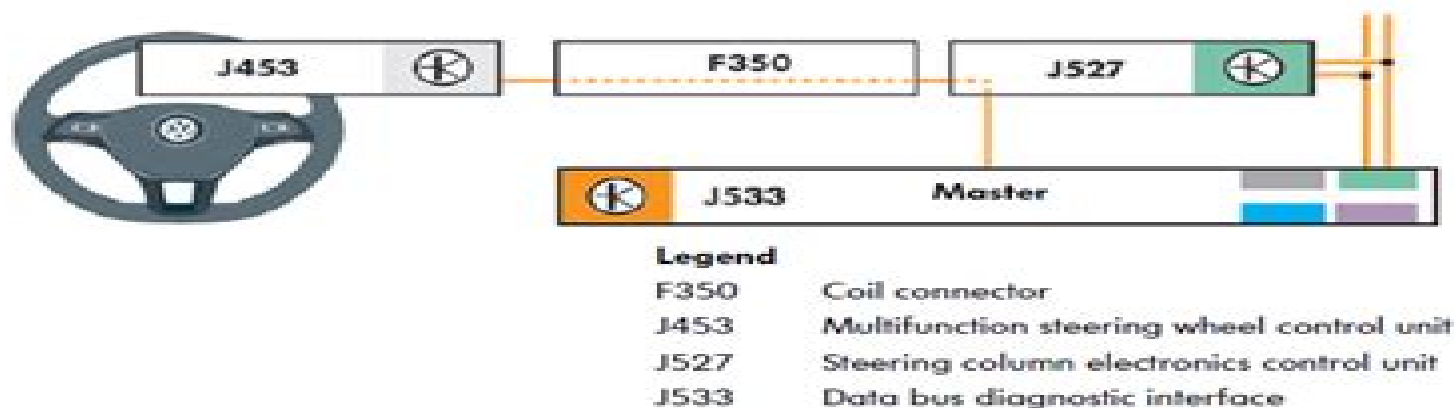 J453
F350
J527
J533 Master
Legend
F350 Coil connector
J453 Multifunction steering wheel control unit
J527 Steering column electronics control unit
J533 Data bus diagnostic interface